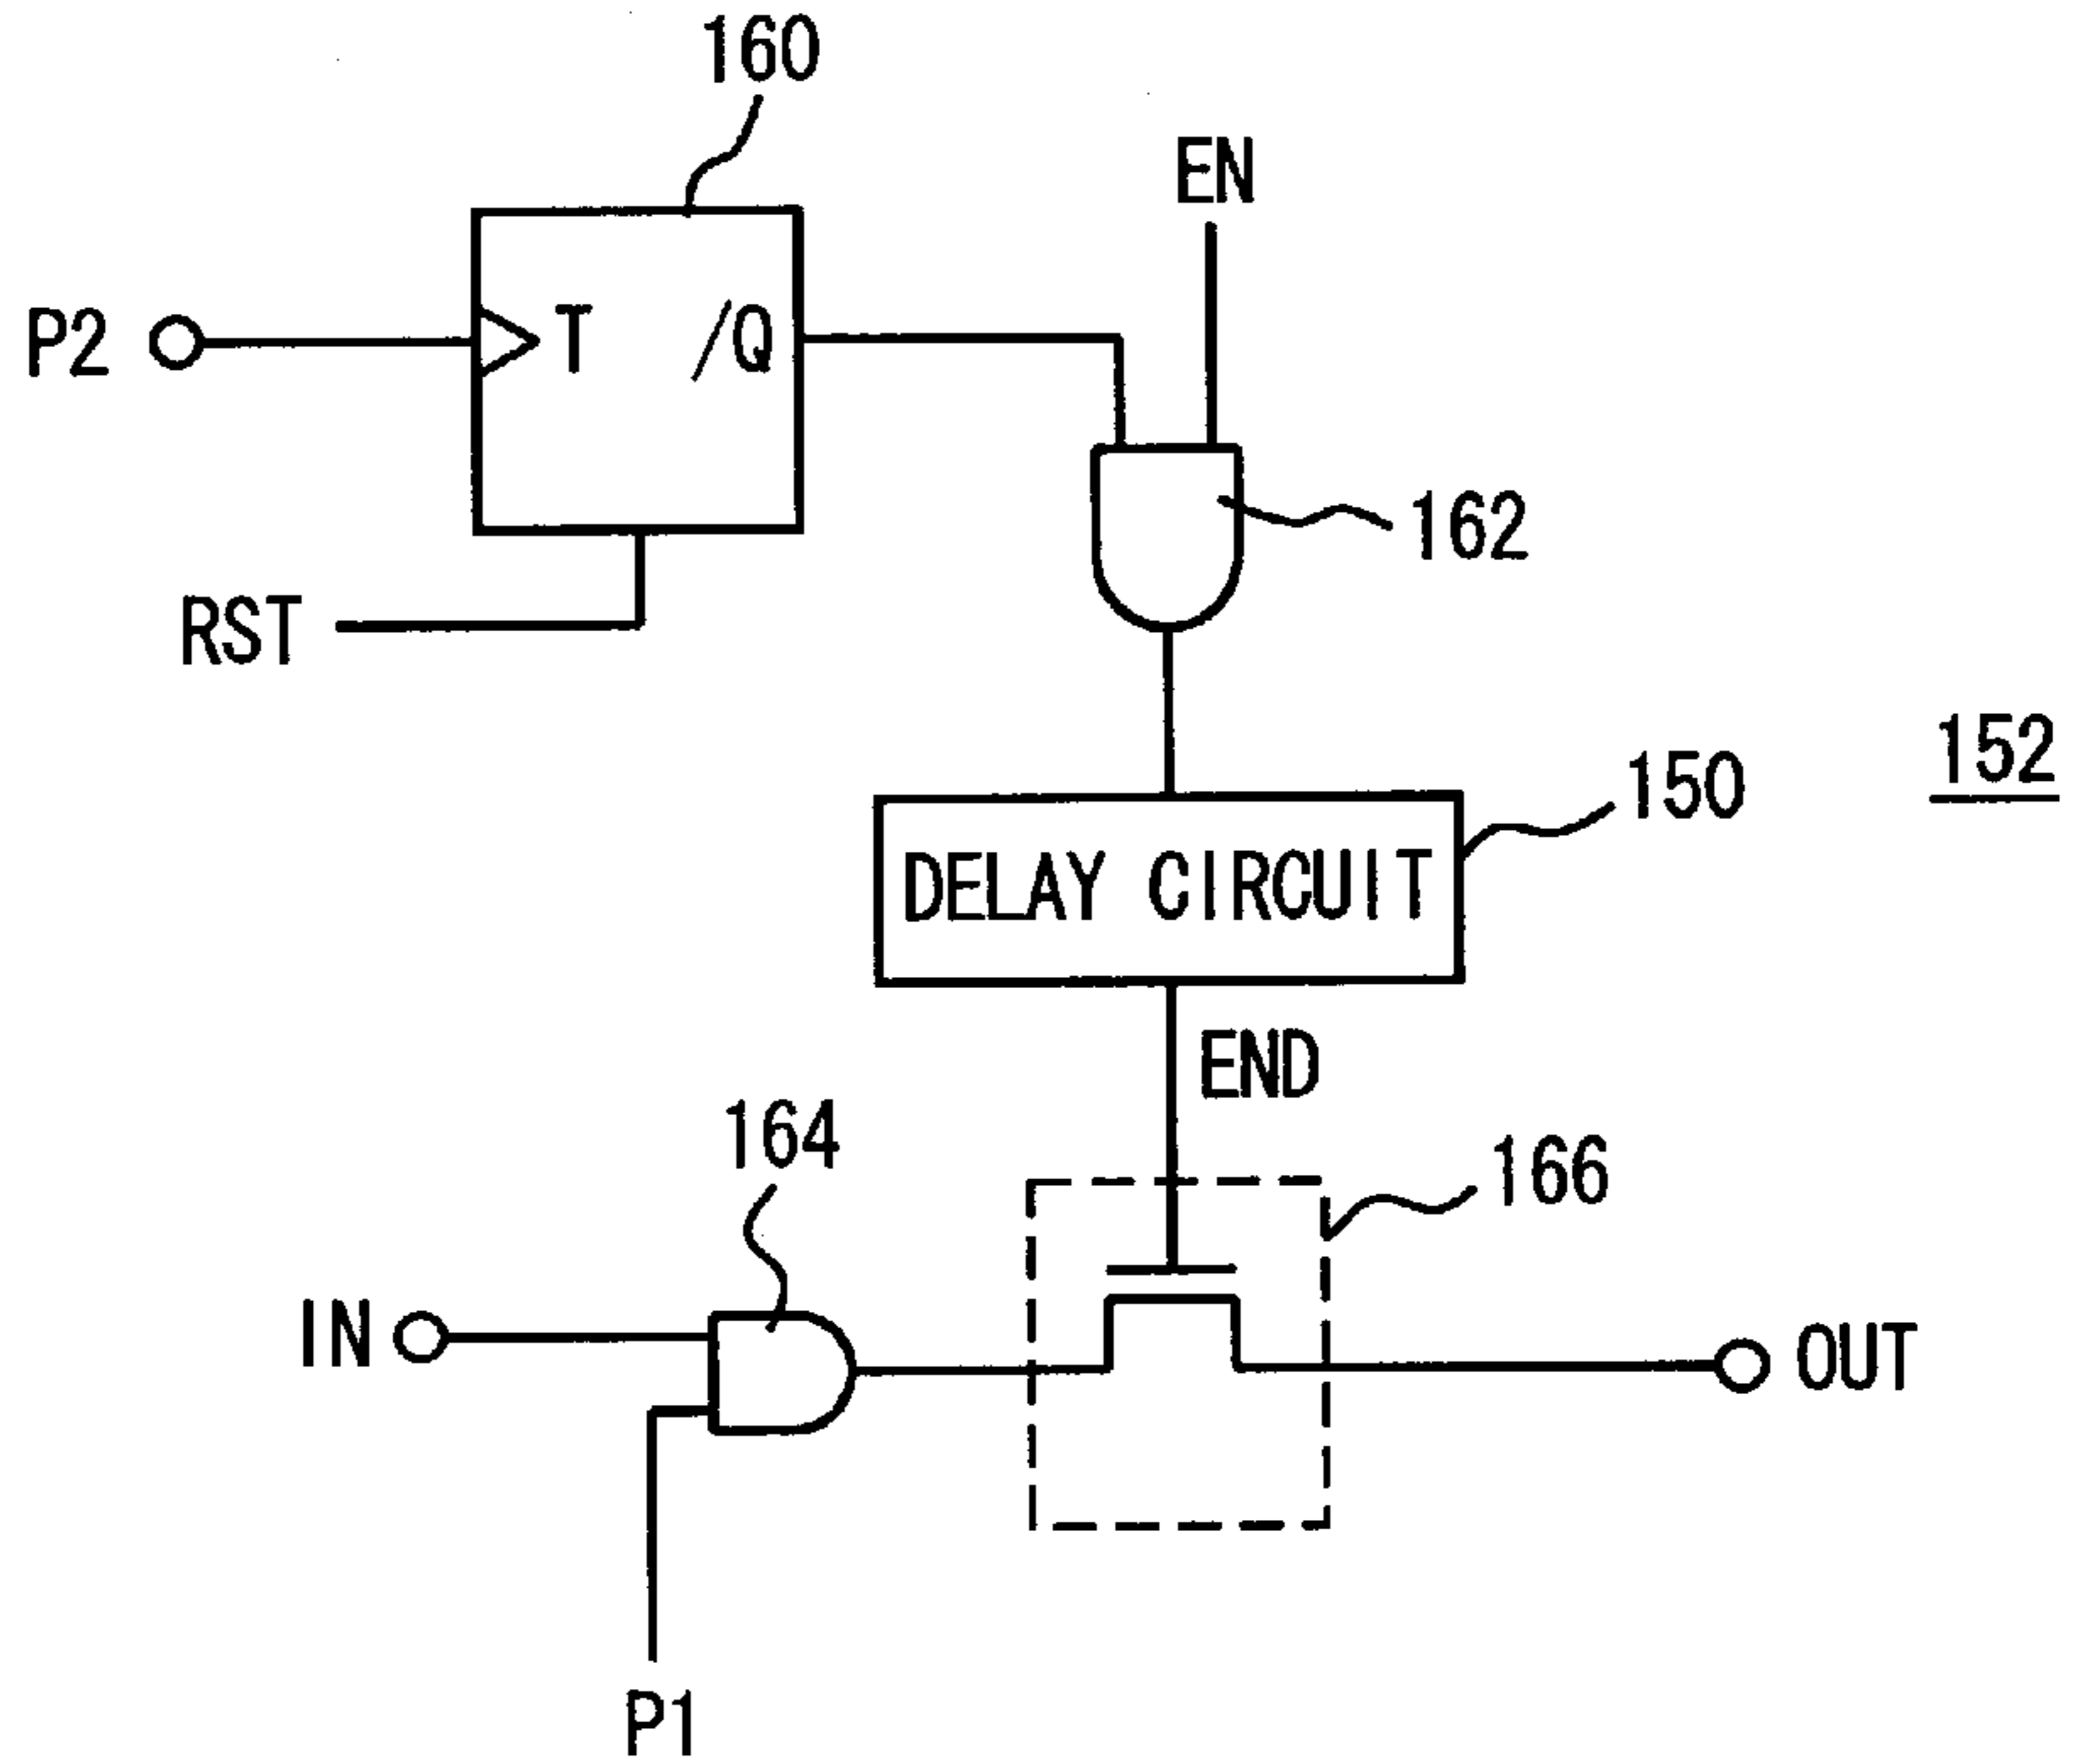 160
EN
P2
T
/Q
162
RST
152
150
DELAY CIRCUIT
END
164
166
IN
OUT
P1